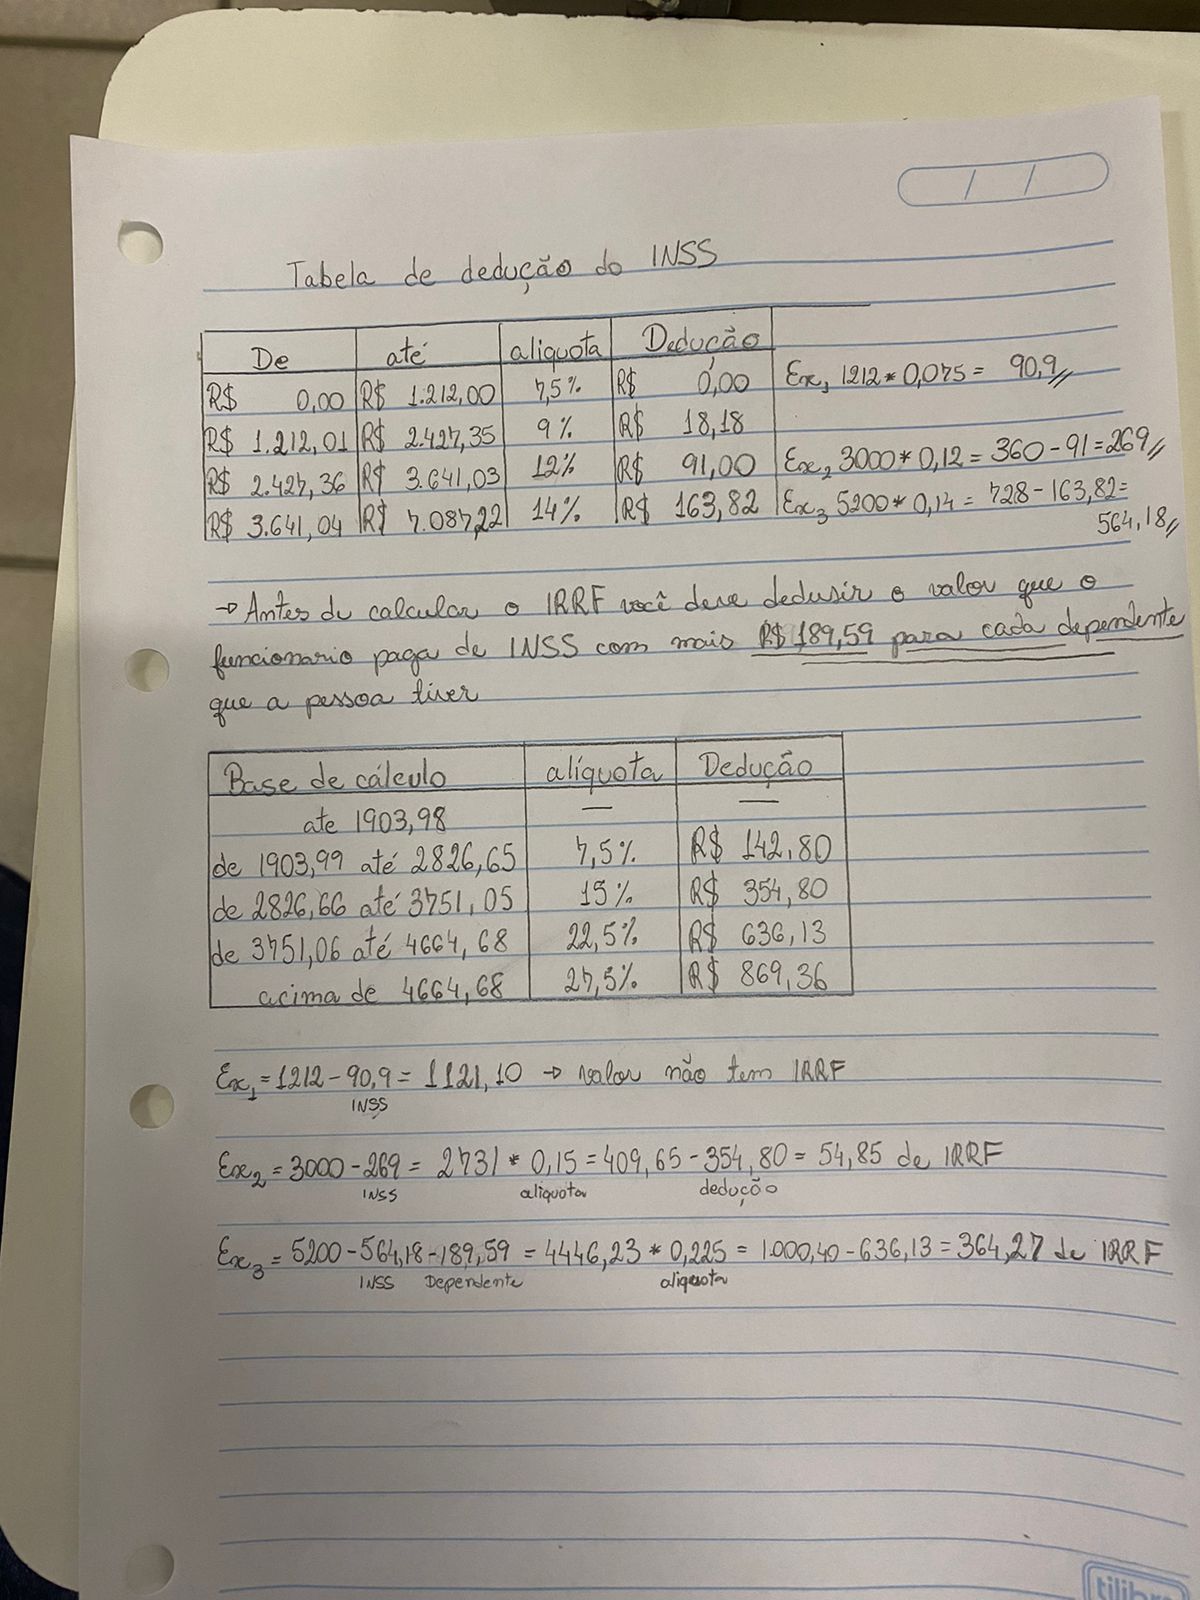 / /
Tabela de dedução do INSS
De até aliquota Dedução
R$ 0,00 R$ 1.212,00 7,5% R$ 0,00 Ex1 1212*0,075 = 90,9//
R$ 1.212,01 R$ 2.427,35 9% R$ 18,18
R$ 2.427,36 R$ 3.641,03 12% R$ 91,00 Ex2 3000*0,12 = 360-91=269//
R$ 3.641,04 R$ 7.087,22 14% R$ 163,82 Ex3 5200*0,14 = 728-163,82=
564,18//
→ Antes de calcular o IRRF você deve dedusir o valor que o
funcionario paga de INSS com mais R$ 189,59 para cada dependente
que a pessoa tiver
Base de cálculo alíquota Dedução
ate 1903,98 — —
de 1903,99 até 2826,65 7,5% R$ 142,80
de 2826,66 até 3751,05 15% R$ 354,80
de 3751,06 até 4664,68 22,5% R$ 636,13
acima de 4664,68 27,5% R$ 869,36
Ex1 = 1212-90,9 = 1121,10 → valor não tem IRRF
INSS
Ex2 = 3000-269 = 2731 * 0,15 = 409,65-354,80 = 54,85 de IRRF
INSS aliquota dedução
Ex3 = 5200-564,18-189,59 = 4446,23 * 0,225 = 1.000,40-636,13 = 364,27 de IRRF
INSS Dependente aliquota